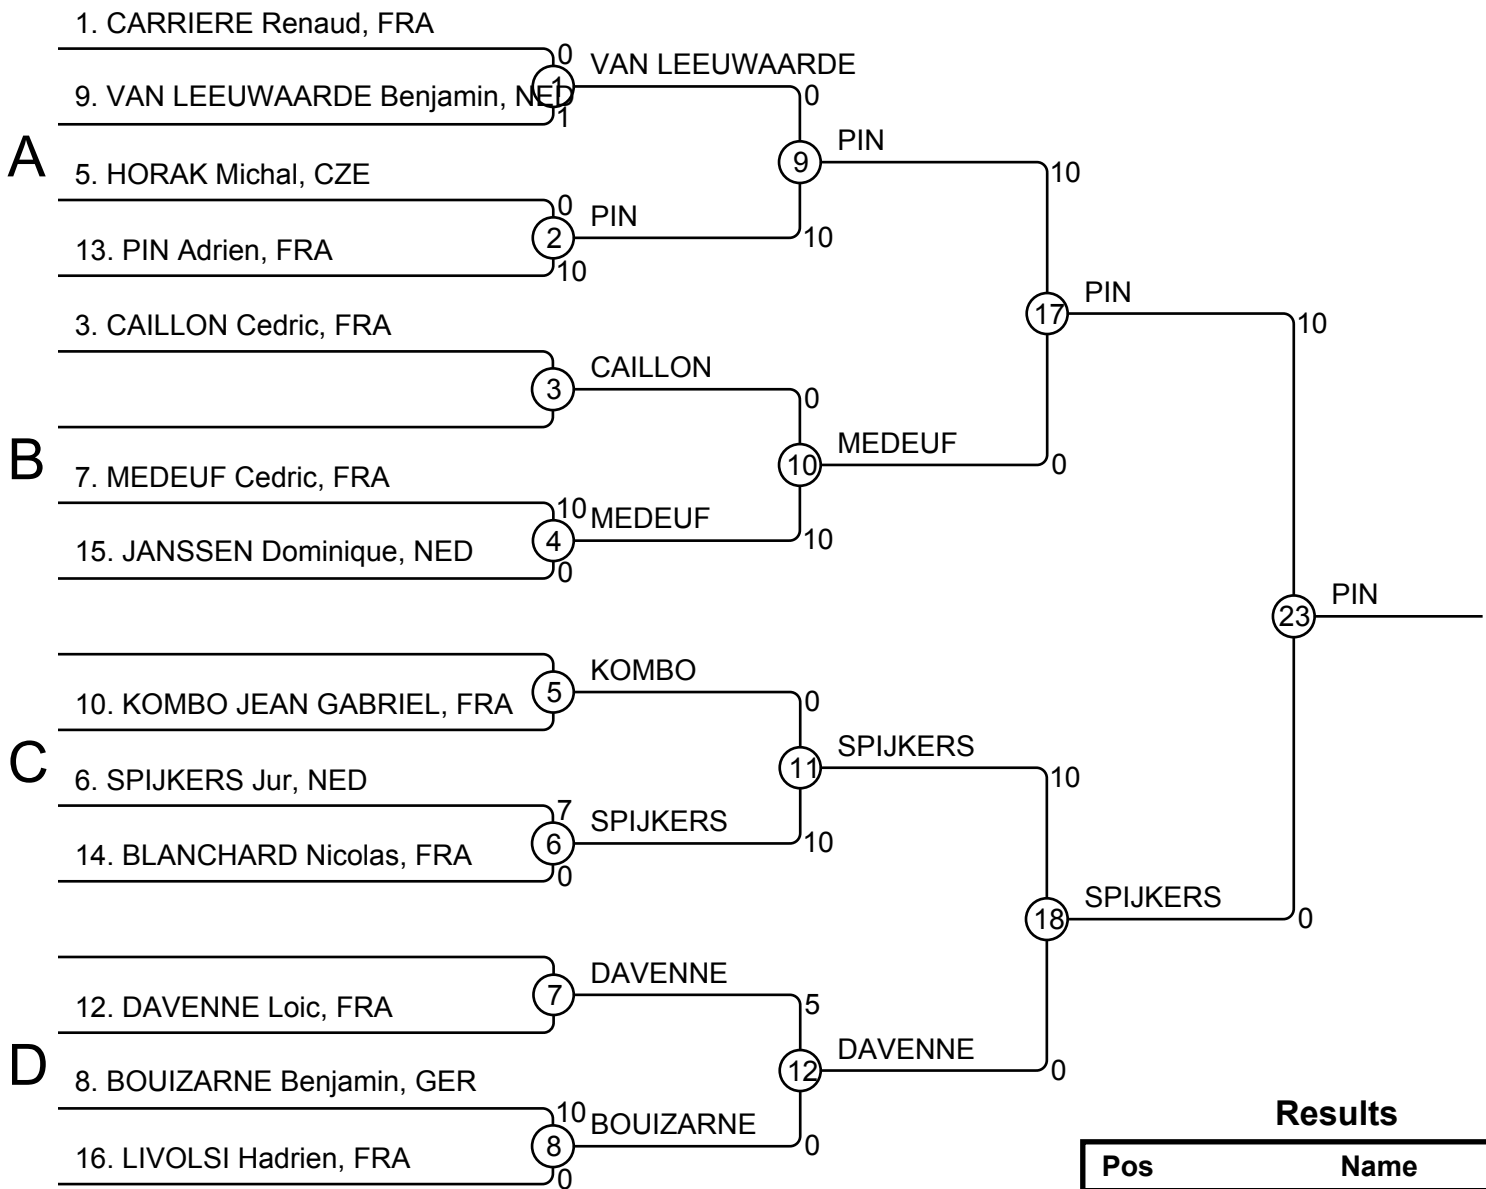 1. CARRIERE Renaud, FRA
0
VAN LEEUWAARDE
1
9. VAN LEEUWAARDE Benjamin, NED
0
1
PIN
A
9
10
5. HORAK Michal, CZE
0
PIN
2
10
13. PIN Adrien, FRA
10
PIN
17
10
3. CAILLON Cedric, FRA
CAILLON
3
0
MEDEUF
B
10
0
7. MEDEUF Cedric, FRA
10
MEDEUF
4
10
15. JANSSEN Dominique, NED
0
PIN
23
KOMBO
5
10. KOMBO JEAN GABRIEL, FRA
0
SPIJKERS
C
11
10
6. SPIJKERS Jur, NED
7
SPIJKERS
6
10
14. BLANCHARD Nicolas, FRA
0
SPIJKERS
18
0
DAVENNE
7
12. DAVENNE Loic, FRA
5
DAVENNE
D
12
0
8. BOUIZARNE Benjamin, GER
10
BOUIZARNE
8
0
16. LIVOLSI Hadrien, FRA
0
Results
Pos Name